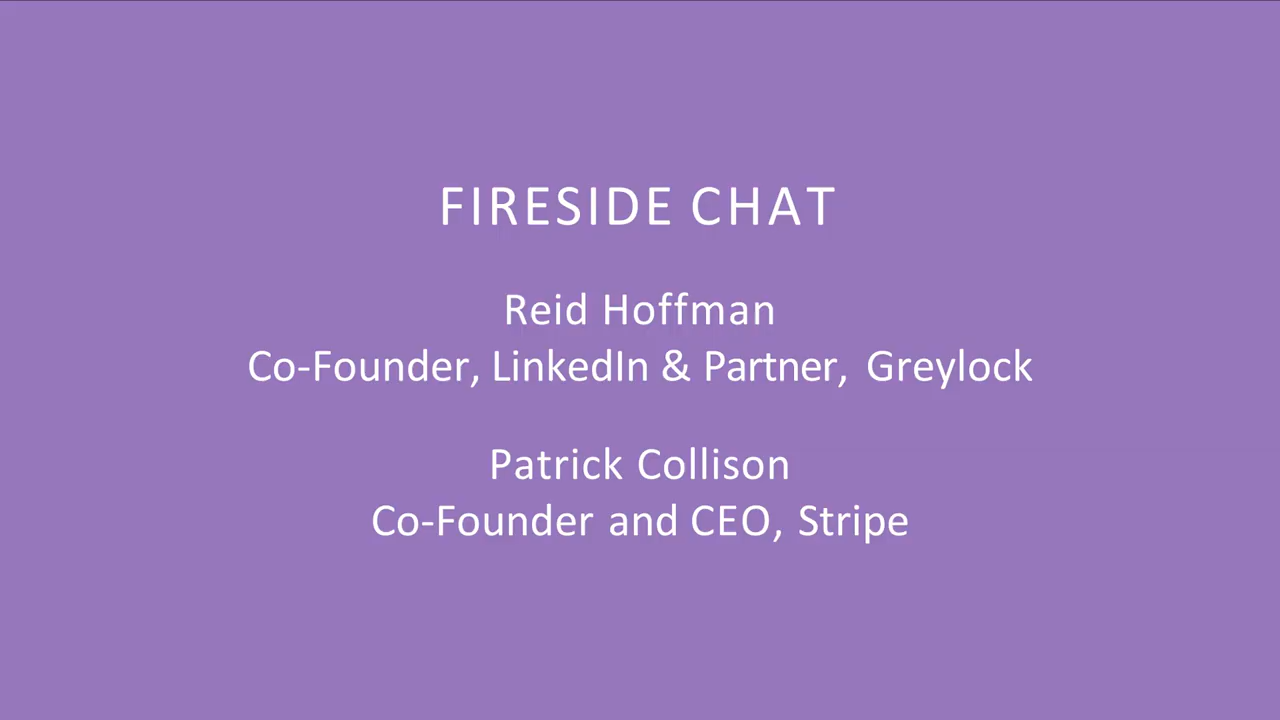 FIRESIDE CHAT
Reid Hoffman
Co-Founder, LinkedIn & Partner, Greylock
Patrick Collison
Co-Founder and CEO, Stripe